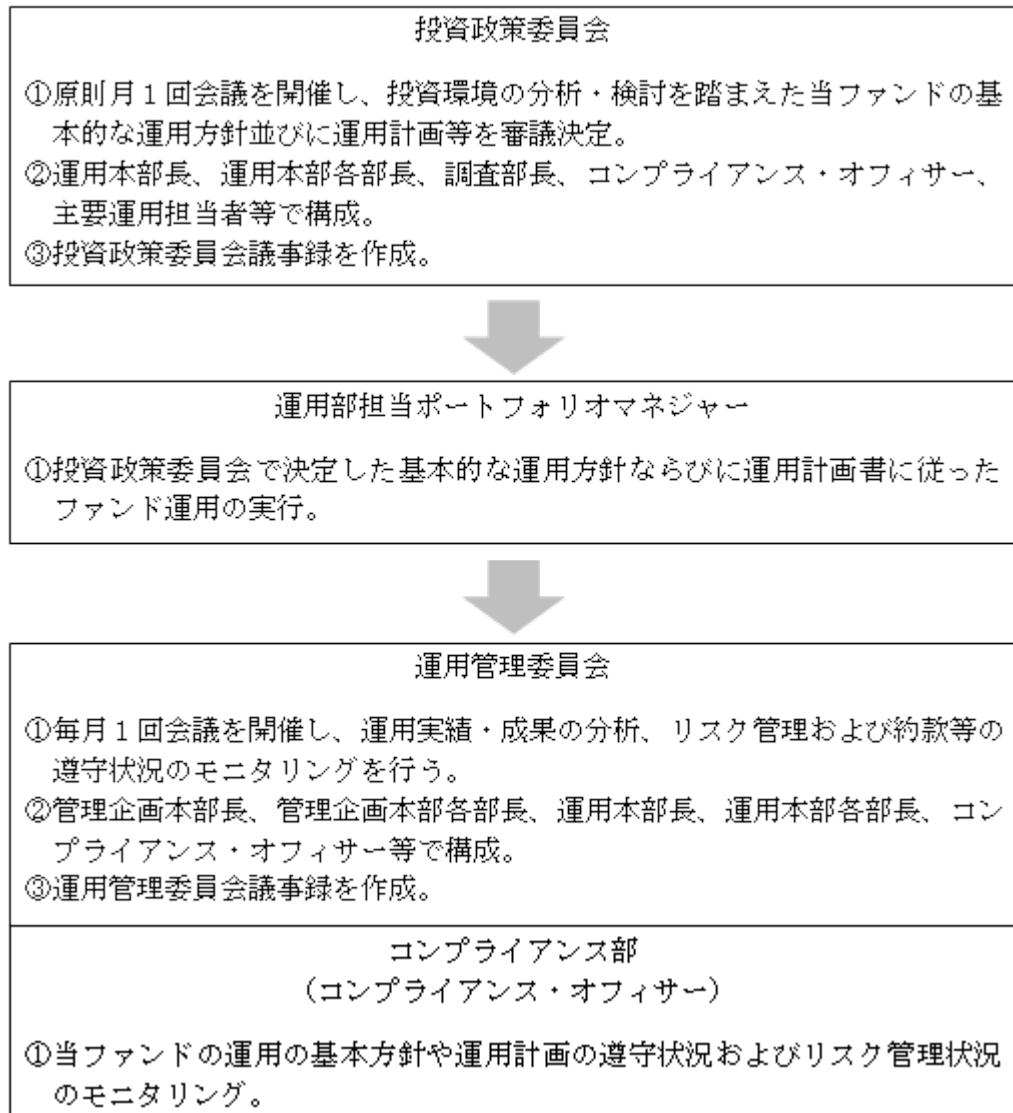 投資政策委員会
①原則月１回会議を開催し、投資環境の分析・検討を踏まえた当ファンドの基
本的な運用方針並びに運用計画等を審議決定。
②運用本部長、運用本部各部長、調査部長、コンプライアンス・オフィサー、
主要運用担当者等で構成。
③投資政策委員会議事録を作成。
運用部担当ポートフォリオマネジャー
①投資政策委員会で決定した基本的な運用方針ならびに運用計画書に従った
ファンド運用の実行。
運用管理委員会
①毎月１回会議を開催し、運用実績・成果の分析、リスク管理および約款等の
遵守状況のモニタリングを行う。
②管理企画本部長、管理企画本部各部長、運用本部長、運用本部各部長、コン
プライアンス・オフィサー等で構成。
③運用管理委員会議事録を作成。
コンプライアンス部
（コンプライアンス・オフィサー）
①当ファンドの運用の基本方針や運用計画の遵守状況およびリスク管理状況
のモニタリング。